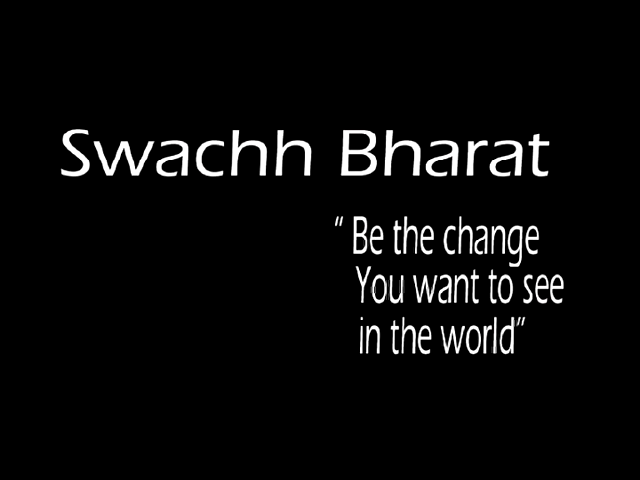 Swachh Bharat
“ Be the change
You want to see
in the world”